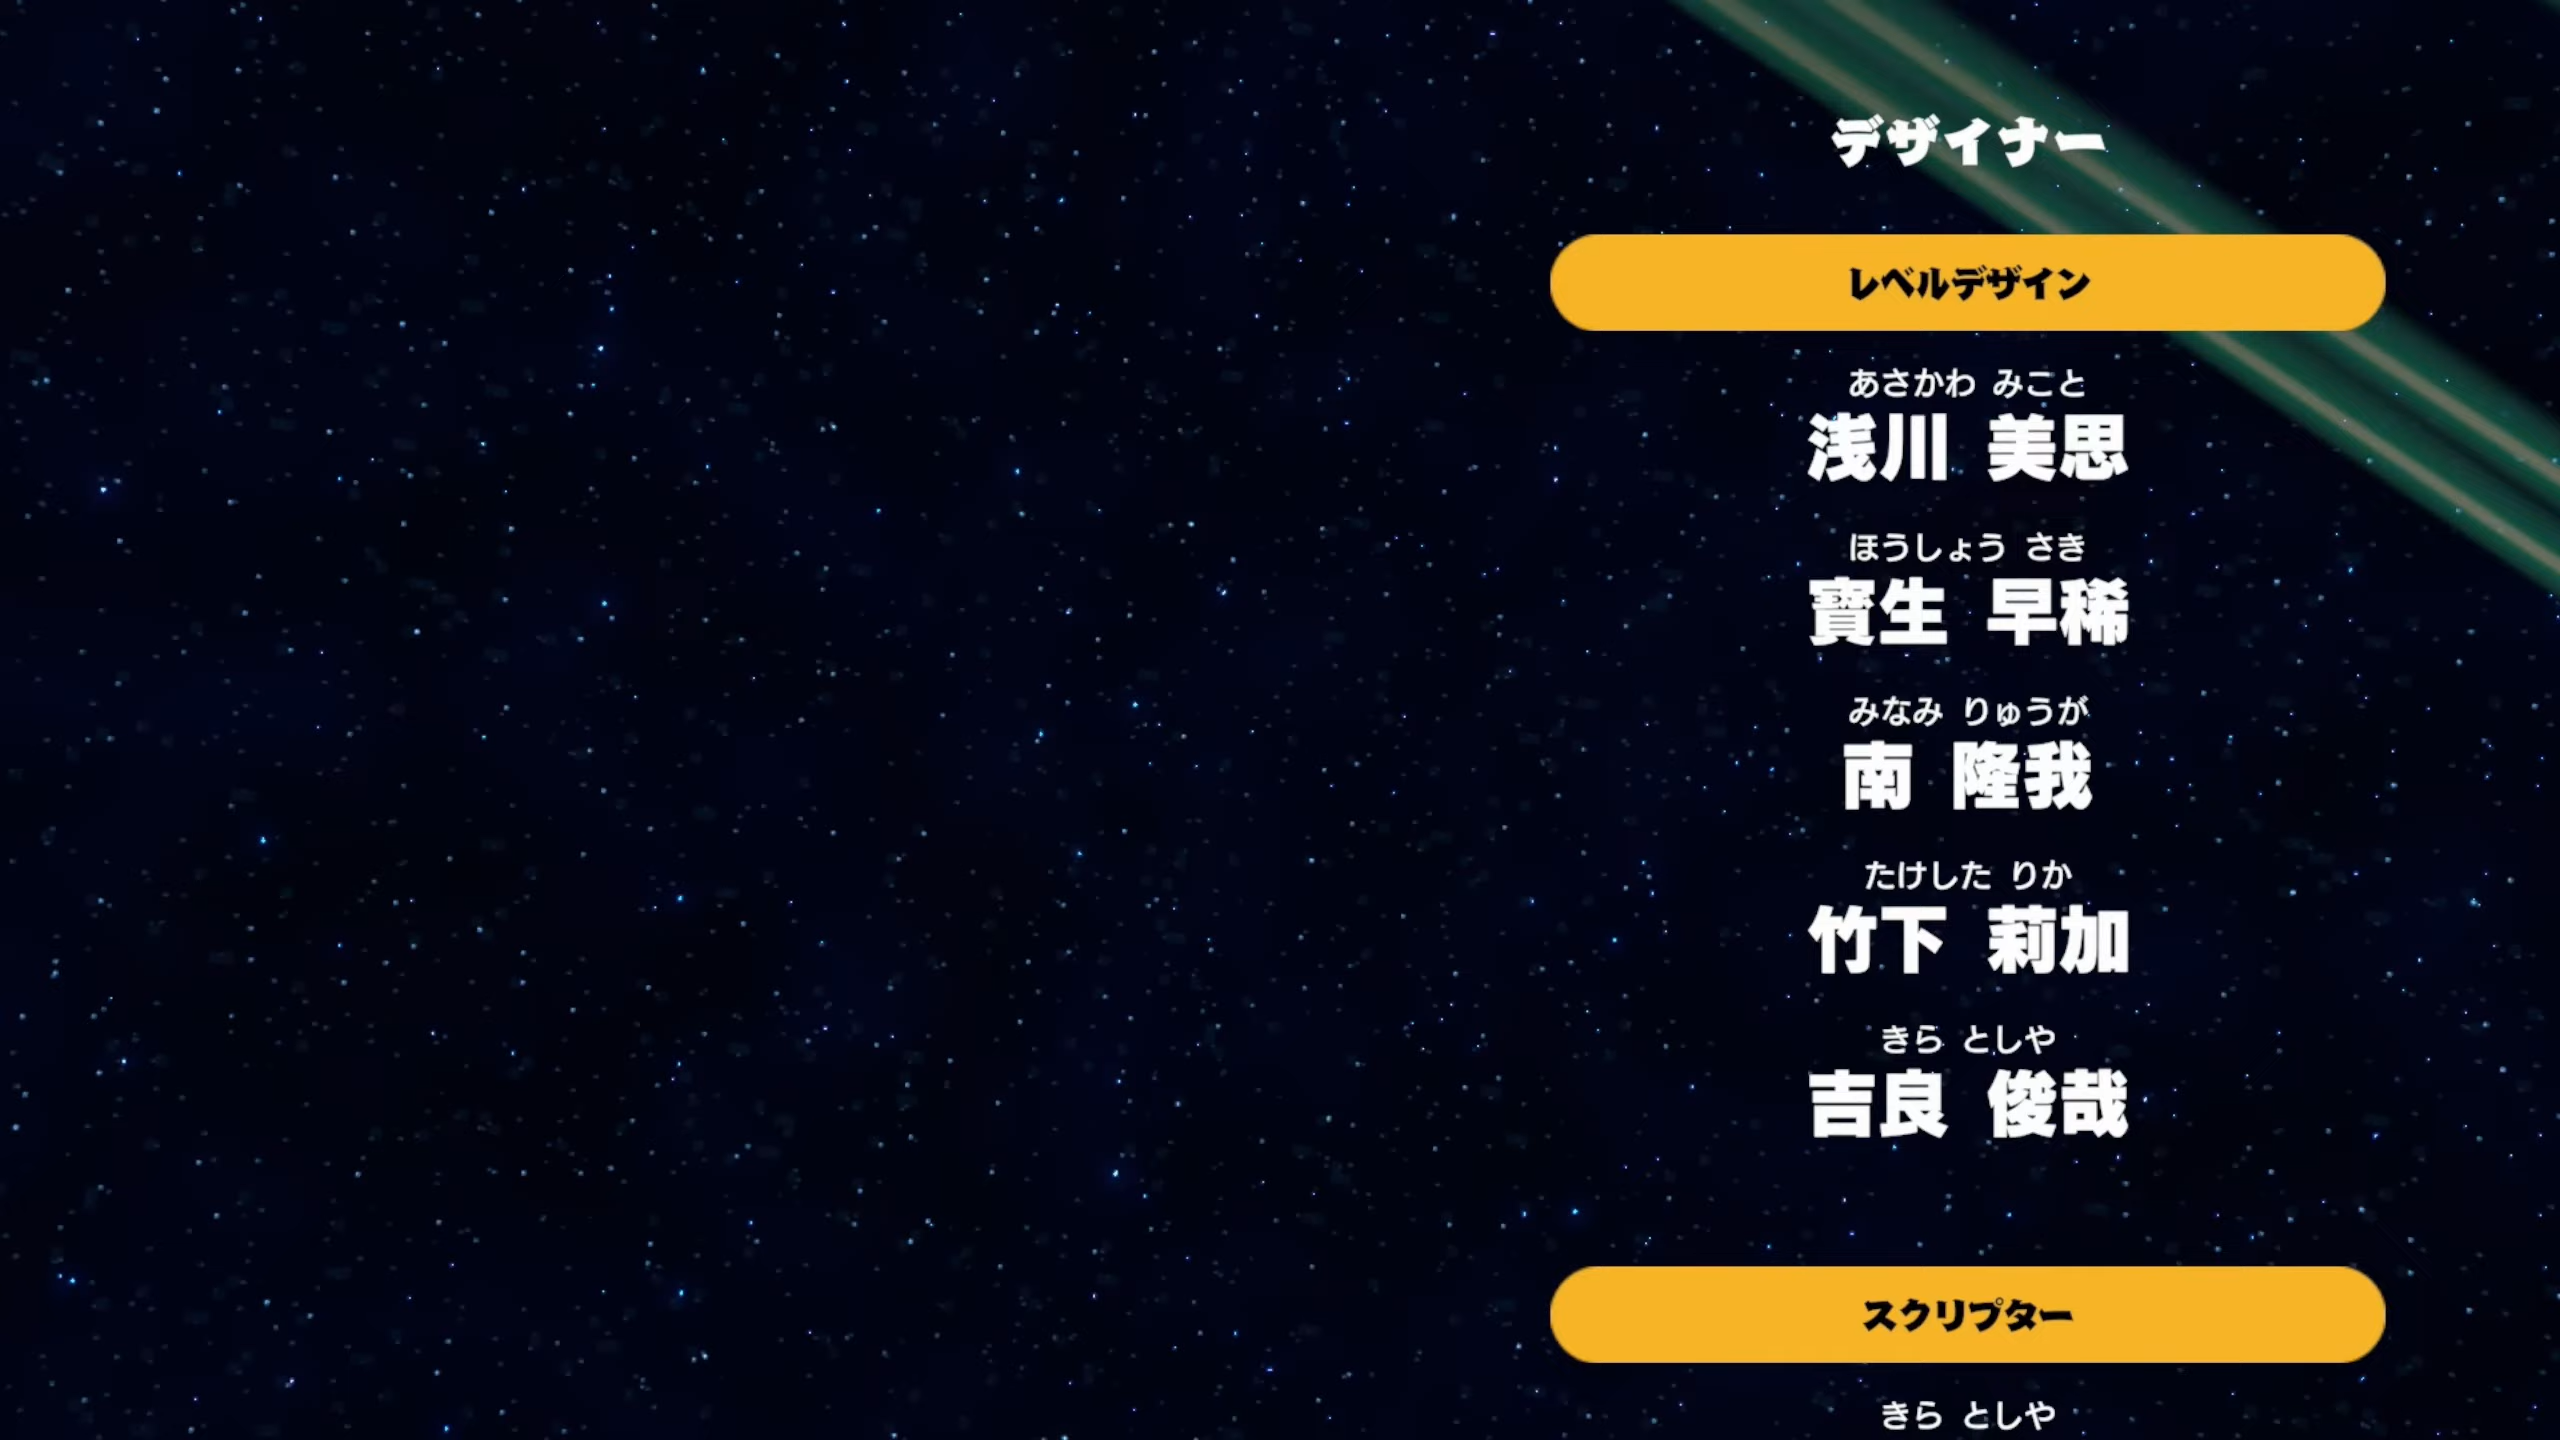 デザイナー
レベルデザイン
あさかわ みこと
浅川 美思
ほうしょう さき
寳生 早稀
みなみ りゅうが
南 隆我
たけした りか
竹下 莉加
きら としや
吉良 俊哉
スクリプター
きら としや